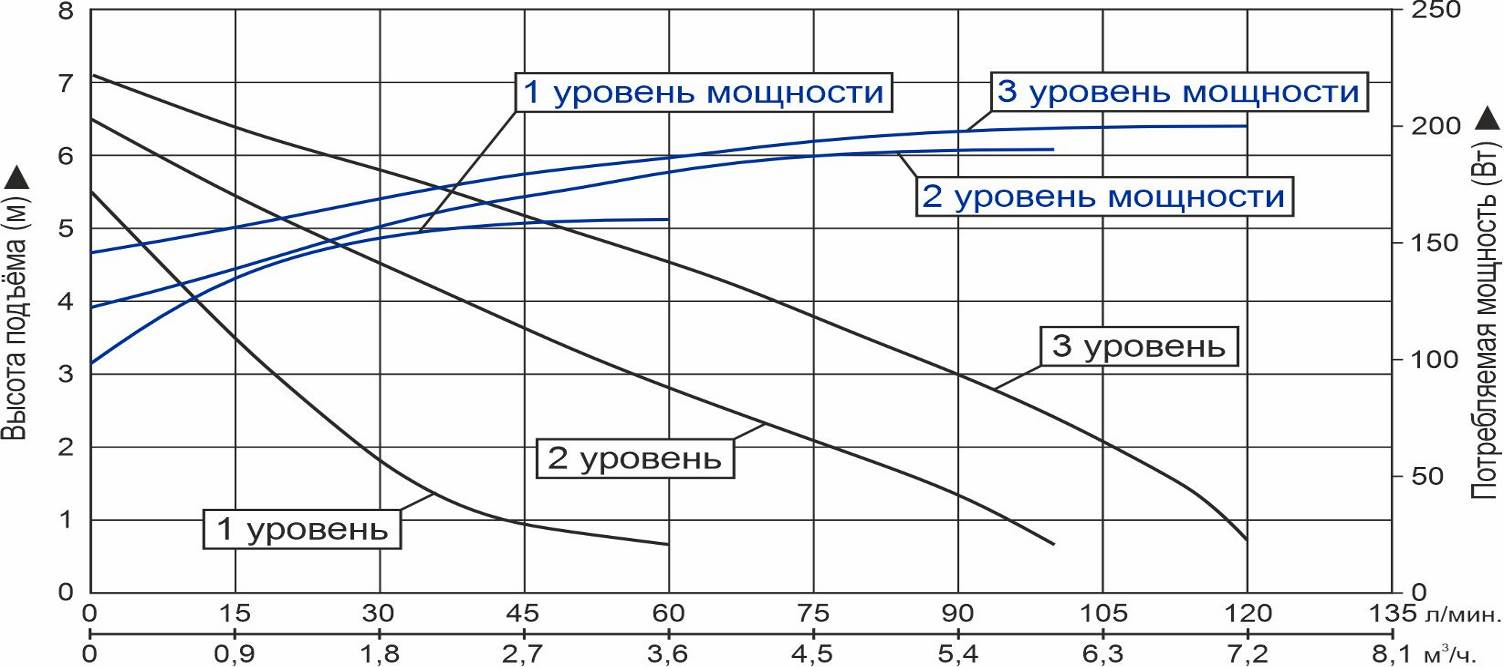 8
250
7
1 уровень мощности
3 уровень мощности
200
6
2 уровень мощности
5
150
4
3 уровень
100
3
2 уровень
2
50
1
1 уровень
0
0
Высота подъёма (м)▲
Потребляемая мощность (Вт)▲
0 15 30 45 60 75 90 105 120 135 л/мин.
0 0,9 1,8 2,7 3,6 4,5 5,4 6,3 7,2 8,1 м³/ч.